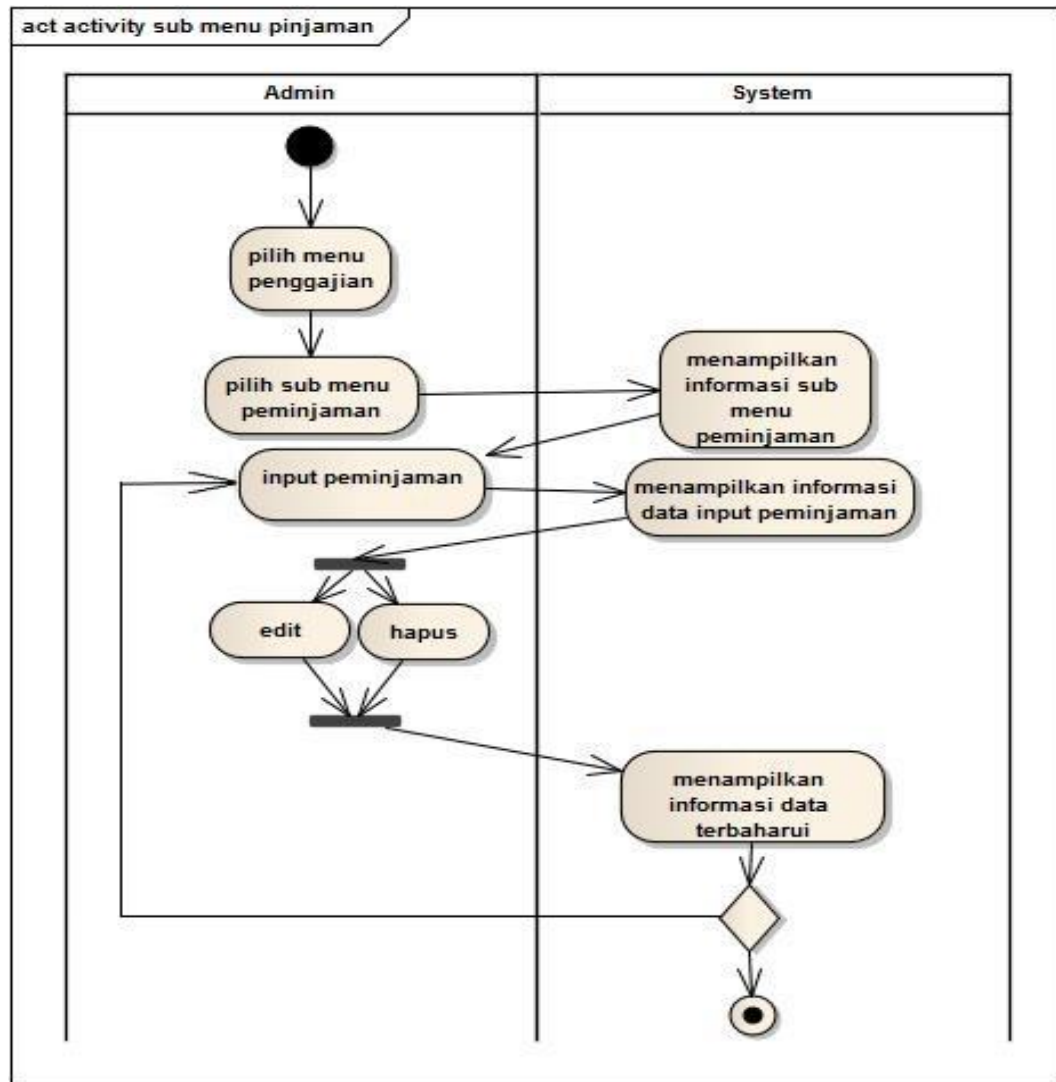 act activity sub menu pinjaman
Admin
System
pilih menu
penggajian
pilih sub menu
peminjaman
menampilkan
informasi sub
menu
peminjaman
input peminjaman
menampilkan informasi
data input peminjaman
edit
hapus
menampilkan
informasi data
terbaharui